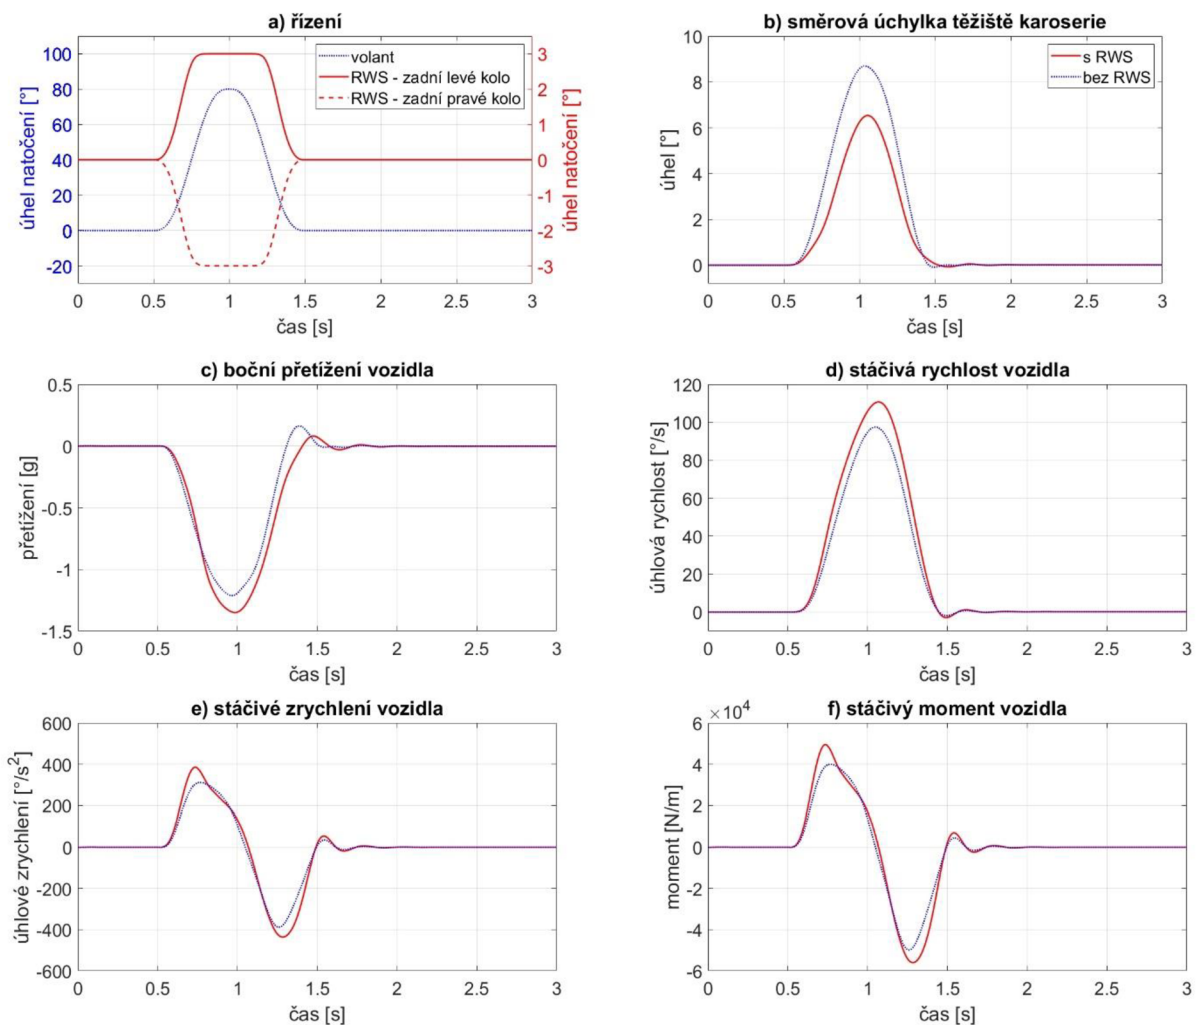 a) řízení
volant
RWS - zadní levé kolo
RWS - zadní pravé kolo
úhel natočení [°]
100
80
60
40
20
0
-20
3
2
1
0
-1
-2
-3
úhel natočení [°]
0 0.5 1 1.5 2 2.5 3
čas [s]
b) směrová úchylka těžiště karoserie
s RWS
bez RWS
úhel [°]
10
8
6
4
2
0
0 0.5 1 1.5 2 2.5 3
čas [s]
c) boční přetížení vozidla
přetížení [g]
0.5
0
-0.5
-1
-1.5
0 0.5 1 1.5 2 2.5 3
čas [s]
d) stáčivá rychlost vozidla
úhlová rychlost [°/s]
120
100
80
60
40
20
0
0 0.5 1 1.5 2 2.5 3
čas [s]
e) stáčivé zrychlení vozidla
úhlové zrychlení [°/s²]
600
400
200
0
-200
-400
-600
0 0.5 1 1.5 2 2.5 3
čas [s]
×10⁴
f) stáčivý moment vozidla
moment [N/m]
6
4
2
0
-2
-4
-6
0 0.5 1 1.5 2 2.5 3
čas [s]